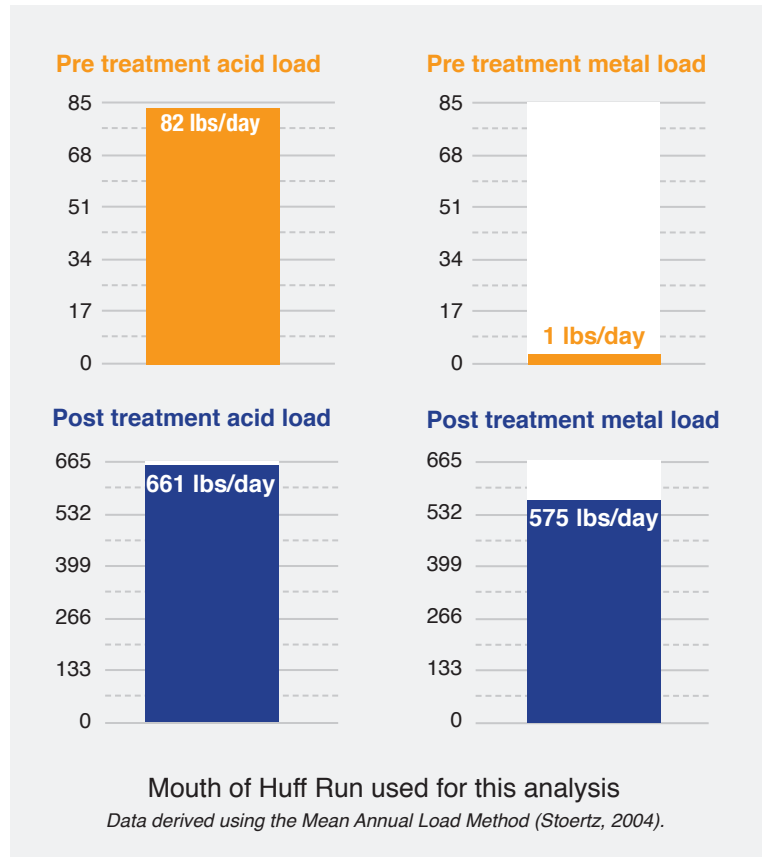 Pre treatment acid load
85
82 lbs/day
68
51
34
17
0
Pre treatment metal load
85
68
51
34
17
1 lbs/day
0
Post treatment acid load
665
661 lbs/day
532
399
266
133
0
Post treatment metal load
665
575 lbs/day
532
399
266
133
0
Mouth of Huff Run used for this analysis
Data derived using the Mean Annual Load Method (Stoertz, 2004).